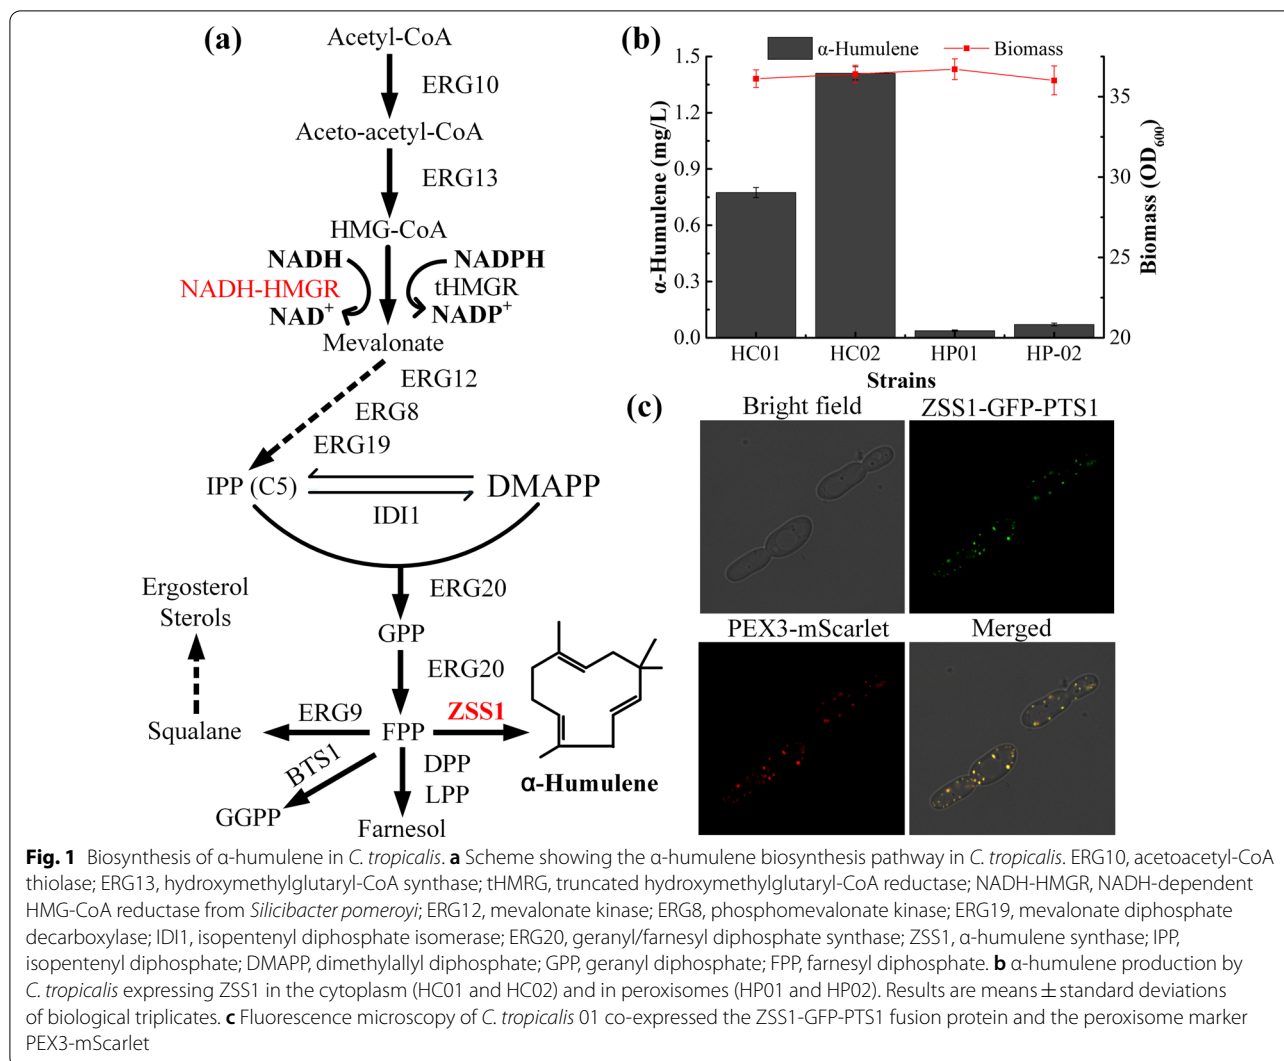 (a)
Acetyl-CoA
ERG10
Aceto-acetyl-CoA
ERG13
HMG-CoA
NADH
NADPH
NADH-HMGR
tHMGR
NAD+
NADP+
Mevalonate
ERG12
ERG8
ERG19
IPP (C5)
DMAPP
IDI1
ERG20
Ergosterol
Sterols
GPP
ERG20
Squalane
ERG9
FPP
ZSS1
BTS1
DPP
LPP
GGPP
Farnesol
α-Humulene
(b)
α-Humulene
Biomass
1.5
1.2
0.9
0.6
0.3
0.0
α-Humulene (mg/L)
35
30
25
20
Biomass (OD600)
HC01 HC02 HP01 HP-02
Strains
(c)
Bright field
ZSS1-GFP-PTS1
PEX3-mScarlet
Merged
Fig. 1 Biosynthesis of α-humulene in C. tropicalis. a Scheme showing the α-humulene biosynthesis pathway in C. tropicalis. ERG10, acetoacetyl-CoA
thiolase; ERG13, hydroxymethylglutaryl-CoA synthase; tHMRG, truncated hydroxymethylglutaryl-CoA reductase; NADH-HMGR, NADH-dependent
HMG-CoA reductase from Silicibacter pomeroyi; ERG12, mevalonate kinase; ERG8, phosphomevalonate kinase; ERG19, mevalonate diphosphate
decarboxylase; IDI1, isopentenyl diphosphate isomerase; ERG20, geranyl/farnesyl diphosphate synthase; ZSS1, α-humulene synthase; IPP,
isopentenyl diphosphate; DMAPP, dimethylallyl diphosphate; GPP, geranyl diphosphate; FPP, farnesyl diphosphate. b α-humulene production by
C. tropicalis expressing ZSS1 in the cytoplasm (HC01 and HC02) and in peroxisomes (HP01 and HP02). Results are means ± standard deviations
of biological triplicates. c Fluorescence microscopy of C. tropicalis 01 co-expressed the ZSS1-GFP-PTS1 fusion protein and the peroxisome marker
PEX3-mScarlet